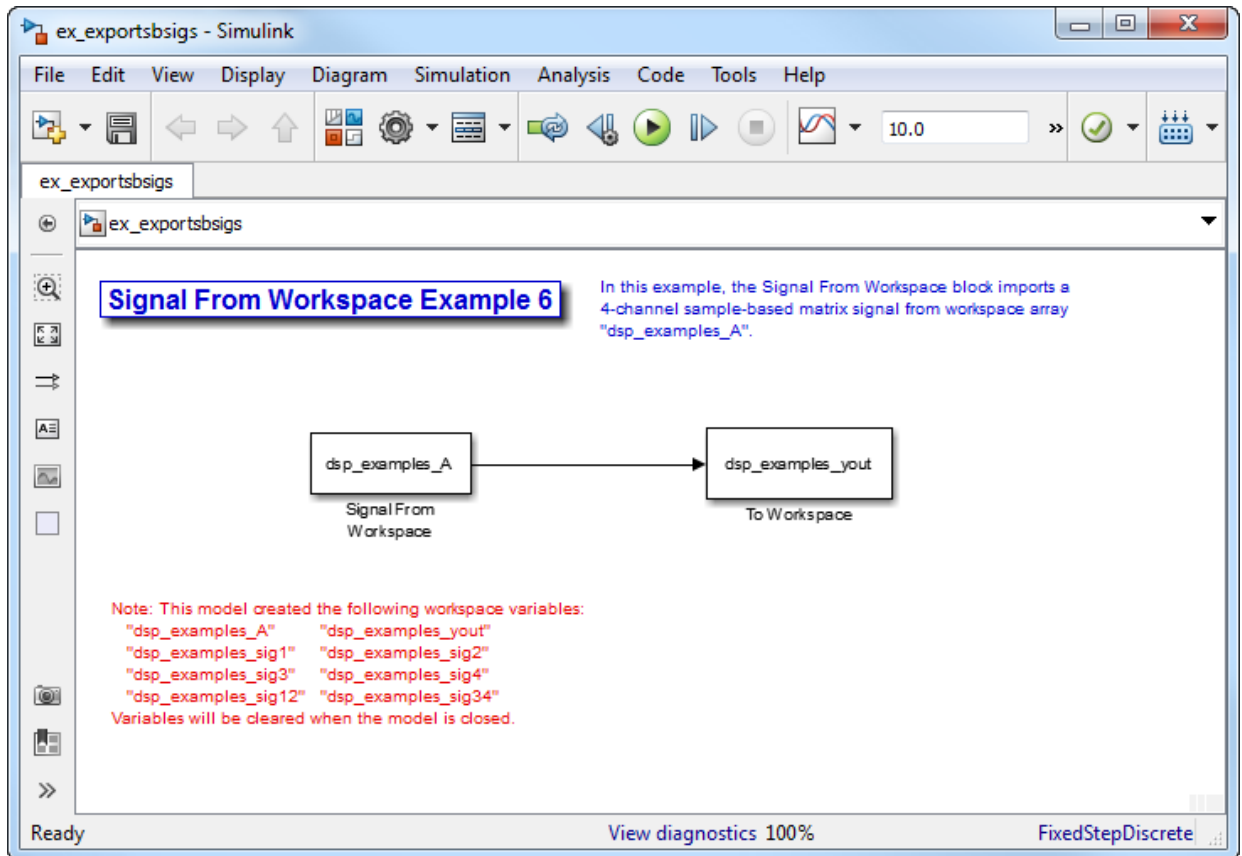 ex_exportsbsigs - Simulink
File Edit View Display Diagram Simulation Analysis Code Tools Help
10.0
ex_exportsbsigs
ex_exportsbsigs
Signal From Workspace Example 6
In this example, the Signal From Workspace block imports a
4-channel sample-based matrix signal from workspace array
"dsp_examples_A".
dsp_examples_A
Signal From
Workspace
dsp_examples_yout
To Workspace
Note: This model created the following workspace variables:
"dsp_examples_A" "dsp_examples_yout"
"dsp_examples_sig1" "dsp_examples_sig2"
"dsp_examples_sig3" "dsp_examples_sig4"
"dsp_examples_sig12" "dsp_examples_sig34"
Variables will be cleared when the model is closed.
Ready View diagnostics 100% FixedStepDiscrete